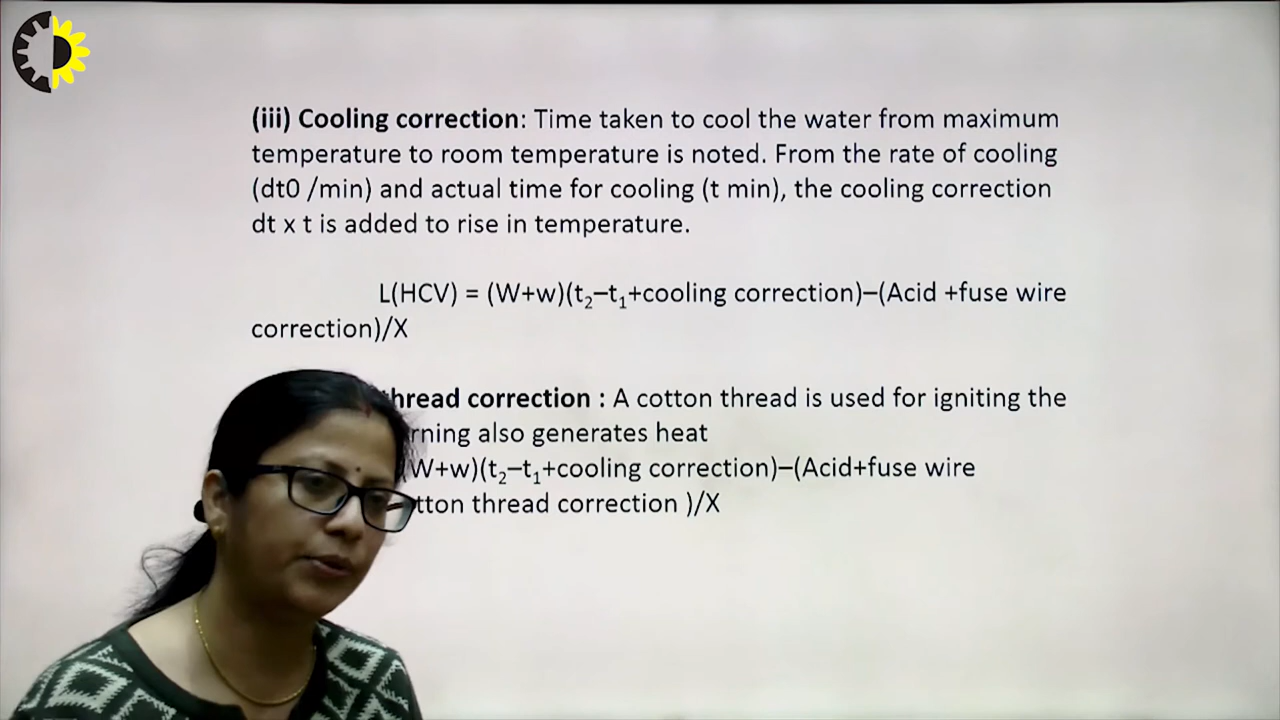 (iii) Cooling correction: Time taken to cool the water from maximum
temperature to room temperature is noted. From the rate of cooling
(dt0 /min) and actual time for cooling (t min), the cooling correction
dt x t is added to rise in temperature.
L(HCV) = (W+w)(t₂–t₁+cooling correction)–(Acid +fuse wire
correction)/X
correction : A cotton thread is used for igniting the
also generates heat
(W+w)(t₂–t₁+cooling correction)–(Acid+fuse wire
thread correction )/X